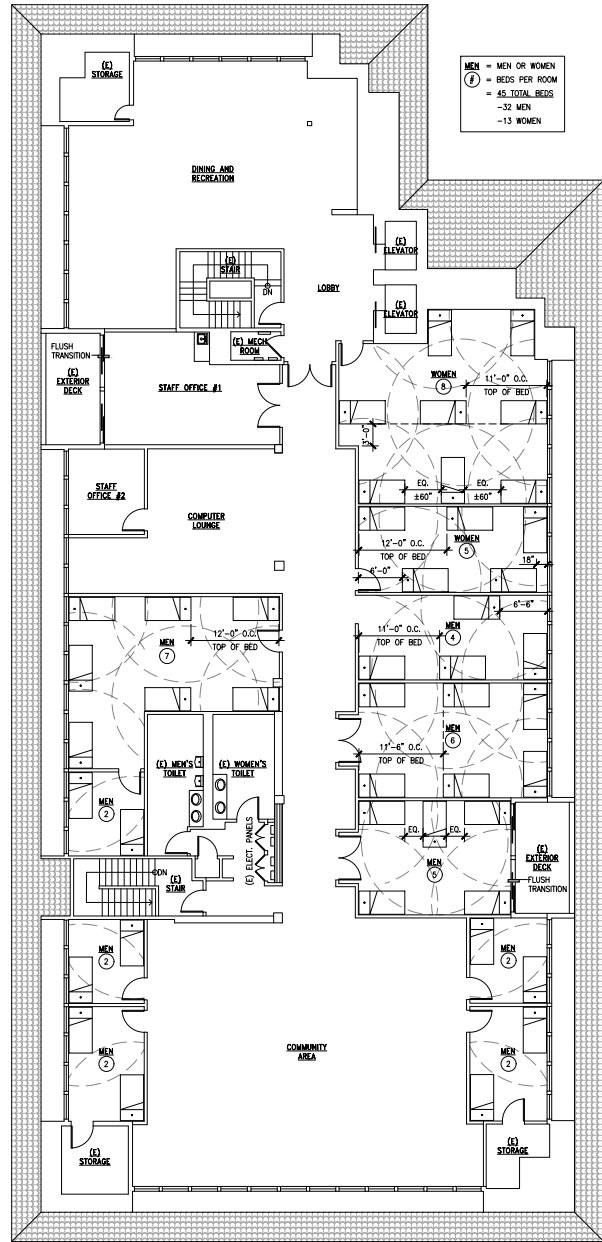 MEN = MEN OR WOMEN
# = BEDS PER ROOM
= 45 TOTAL BEDS
-32 MEN
-13 WOMEN
(E)
STORAGE
DINING AND
RECREATION
(E)
ELEVATOR
(E)
STAIR
DN
LOBBY
(E)
ELEVATOR
(E) MECH
ROOM
FLUSH
TRANSITION
(E)
EXTERIOR
DECK
STAFF OFFICE #1
WOMEN
8
11'-0" O.C.
TOP OF BED
3'-0"
EQ.
±60"
EQ.
±60"
STAFF
OFFICE #2
COMPUTER
LOUNGE
WOMEN
5
12'-0" O.C.
TOP OF BED
18"
6'-0"
6'-6"
MEN
4
11'-0" O.C.
TOP OF BED
MEN
7
12'-0" O.C.
TOP OF BED
MEN
6
11'-6" O.C.
TOP OF BED
(E) MEN'S
TOILET
(E) WOMEN'S
TOILET
MEN
2
(E) ELECT. PANELS
EQ.
EQ.
MEN
5
(E)
EXTERIOR
DECK
FLUSH
TRANSITION
DN
(E)
STAIR
MEN
2
MEN
2
MEN
2
MEN
2
COMMUNITY
AREA
(E)
STORAGE
(E)
STORAGE